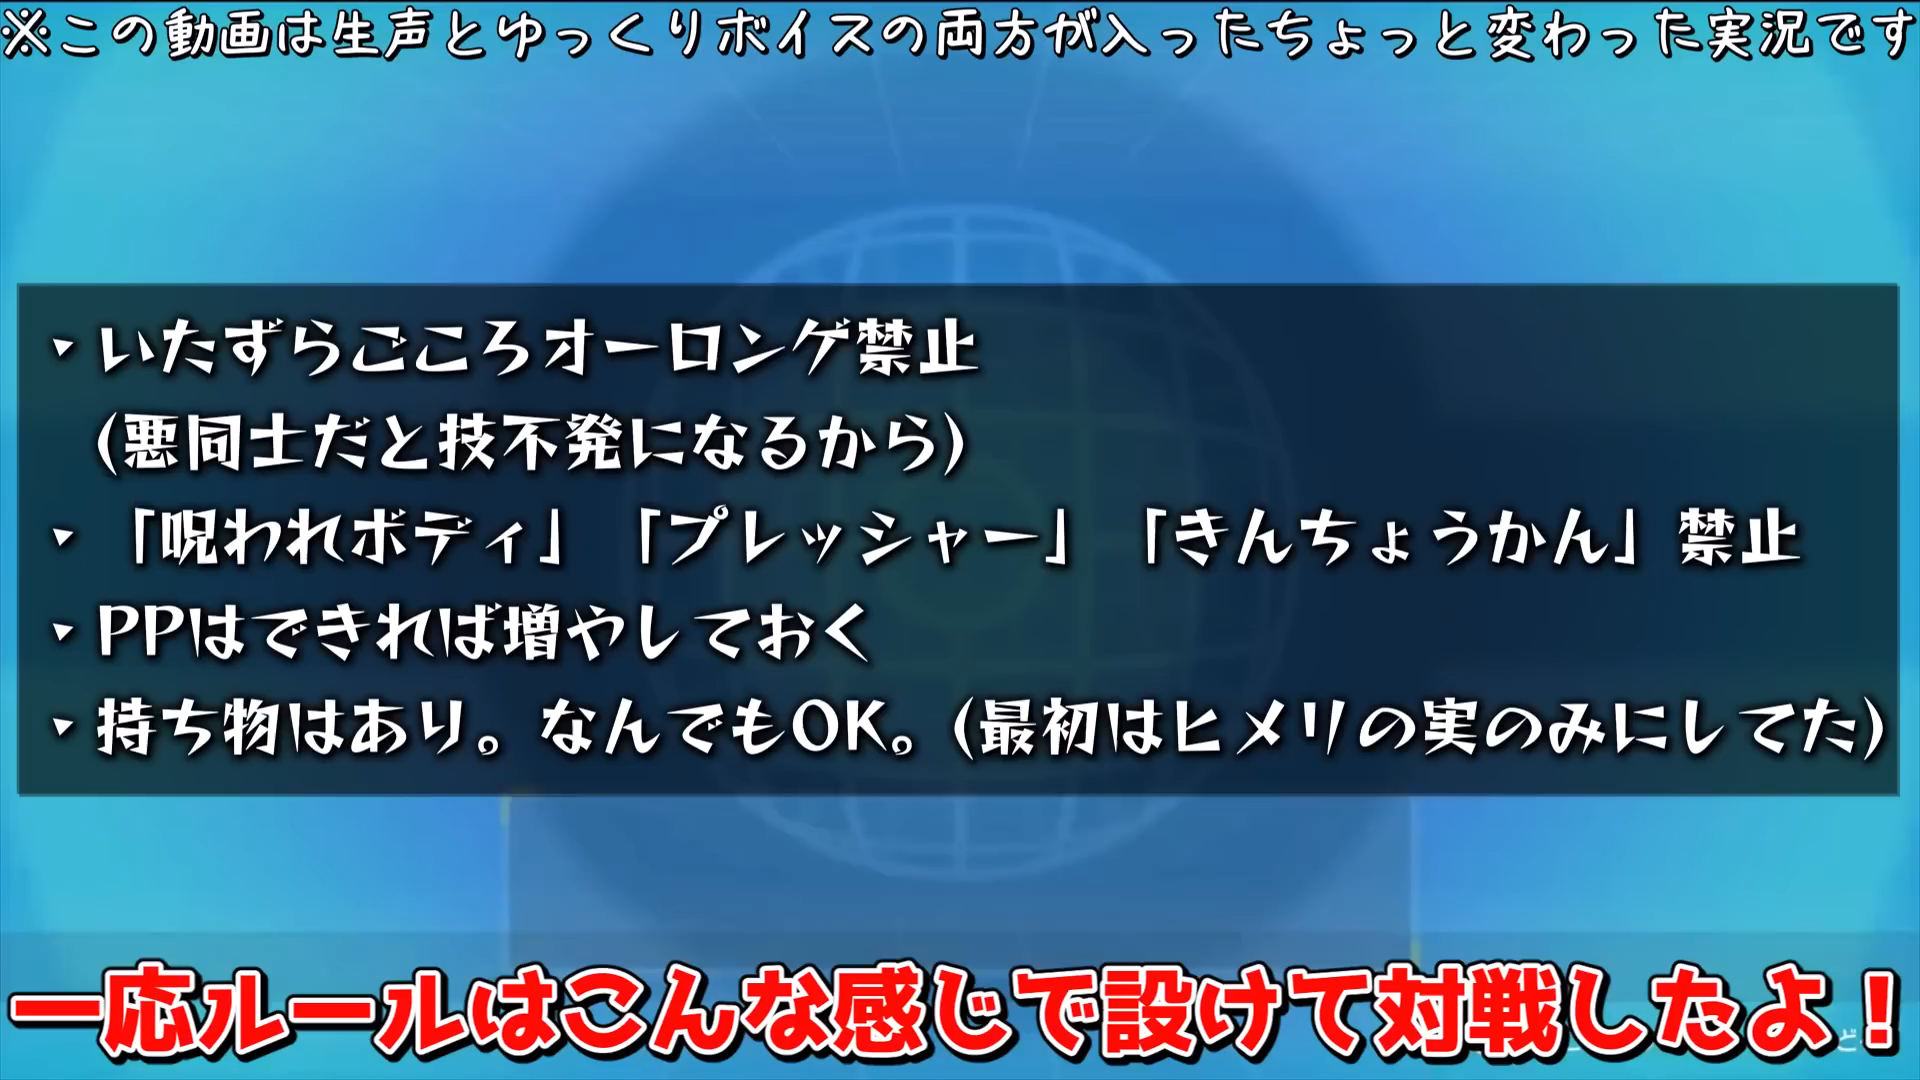 ※この動画は生声とゆっくりボイスの両方が入ったちょっと変わった実況です
・いたずらごころオーロンゲ禁止
(悪同士だと技不発になるから)
・「呪われボディ」「プレッシャー」「きんちょうかん」禁止
・PPはできれば増やしておく
・持ち物はあり。なんでもOK。(最初はヒメリの実のみにしてた)
一応ルールはこんな感じで設けて対戦したよ！